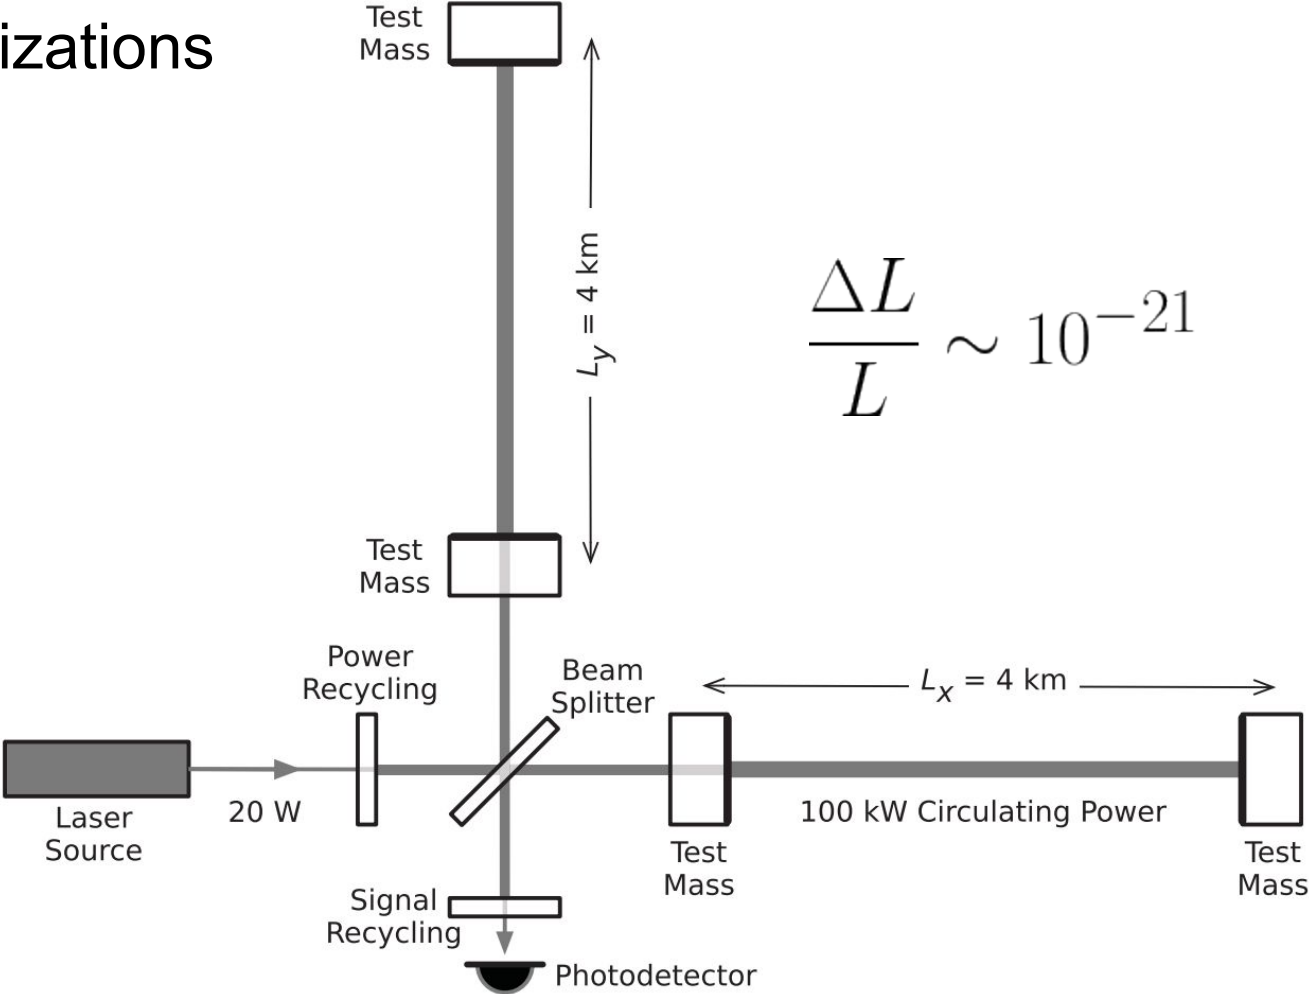 izations
Test
Mass
L_y = 4 km
ΔL/L ∼ 10^−21
Test
Mass
Power
Recycling
Beam
Splitter
L_x = 4 km
Laser
Source
20 W
100 kW Circulating Power
Test
Mass
Test
Mass
Signal
Recycling
Photodetector